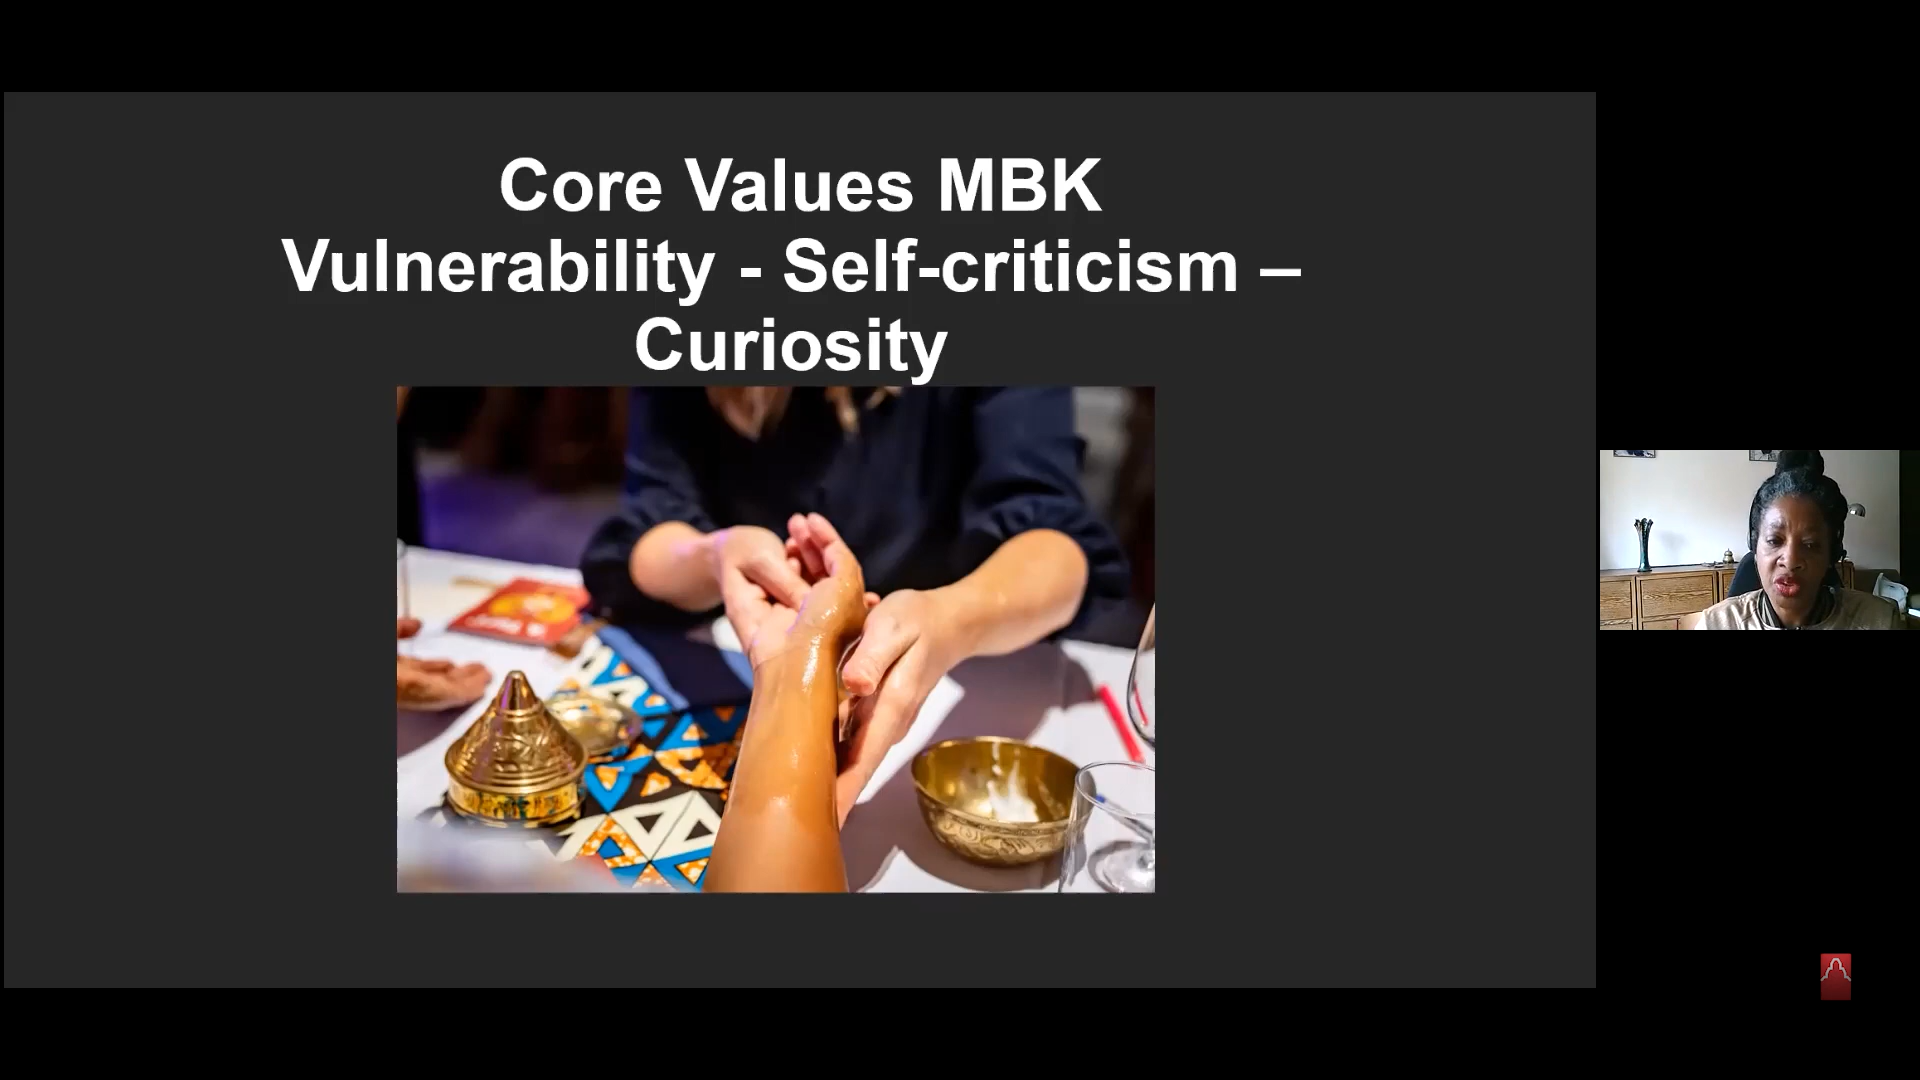 Core Values MBK
Vulnerability - Self-criticism –
Curiosity